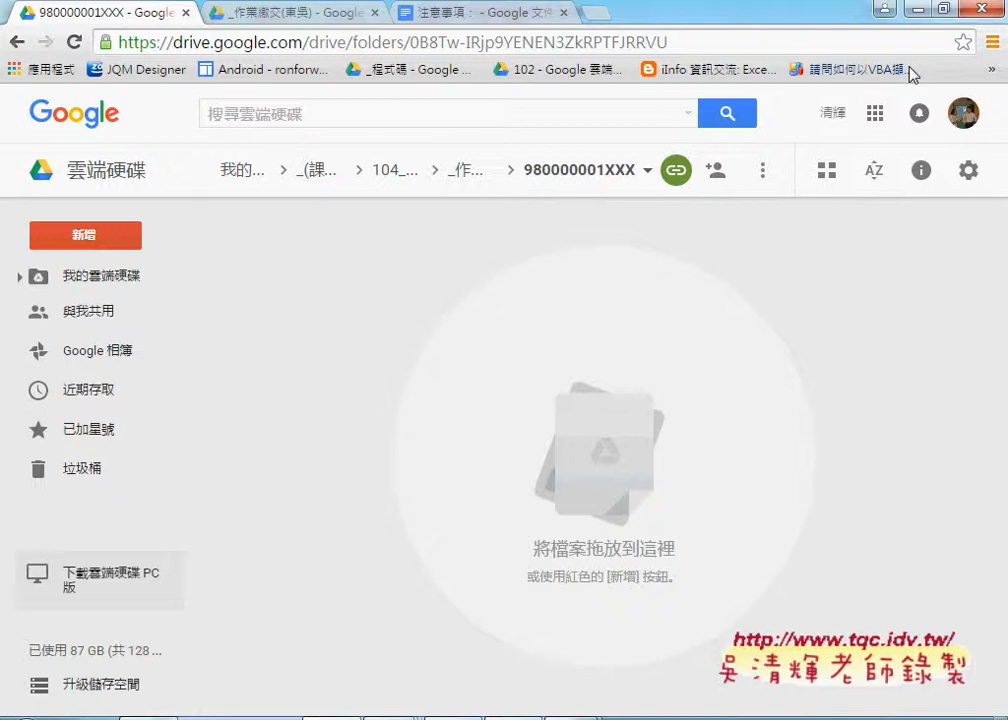 980000001XXX - Google
_作業繳交(東吳) - Google
注意事項： - Google 文件
https://drive.google.com/drive/folders/0B8Tw-IRjp9YENEN3ZkRPTFJRRVU
應用程式
JQM Designer
Android - ronforw...
_程式碼 - Google ...
102 - Google 雲端...
iInfo 資訊交流: Exce...
請問如何以VBA擷...
»
Google
搜尋雲端硬碟
清輝
雲端硬碟
我的...
_(課...
104_...
_作...
980000001XXX
AZ
新增
我的雲端硬碟
與我共用
Google 相簿
近期存取
已加星號
垃圾桶
下載雲端硬碟 PC
版
已使用 87 GB (共 128 ...
升級儲存空間
將檔案拖放到這裡
或使用紅色的 [新增] 按鈕。
http://www.tqc.idv.tw/
吳清輝老師錄製